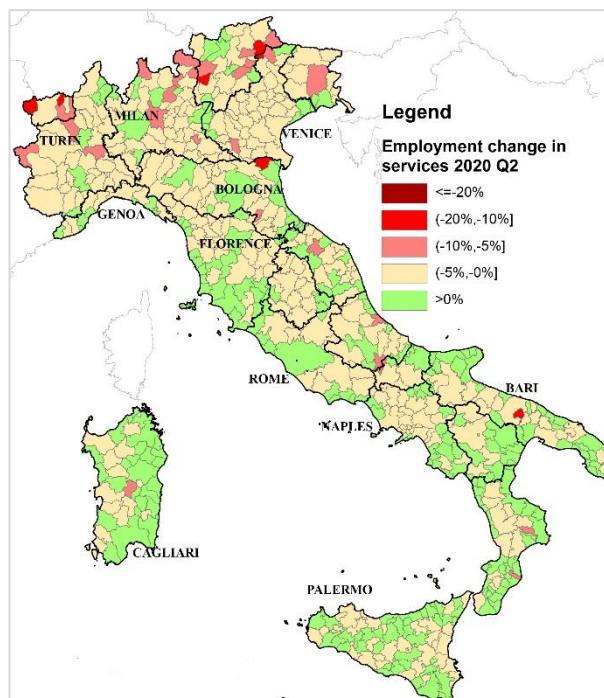 MILAN
TURIN
VENICE
BOLOGNA
GENOA
FLORENCE
ROME
NAPLES
BARI
CAGLIARI
PALERMO
Legend
Employment change in
services 2020 Q2
<=-20%
(-20%,-10%]
(-10%,-5%]
(-5%,-0%]
>0%